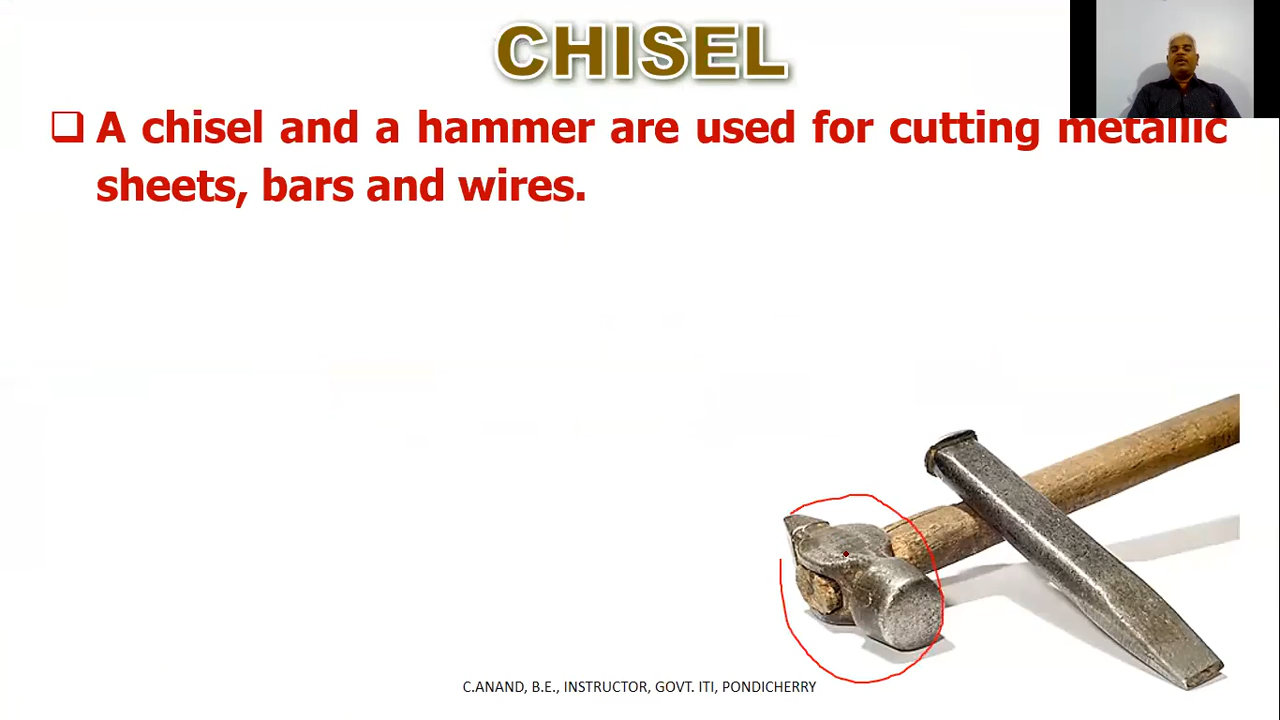 CHISEL
❑ A chisel and a hammer are used for cutting metallic
sheets, bars and wires.
C.ANAND, B.E., INSTRUCTOR, GOVT. ITI, PONDICHERRY